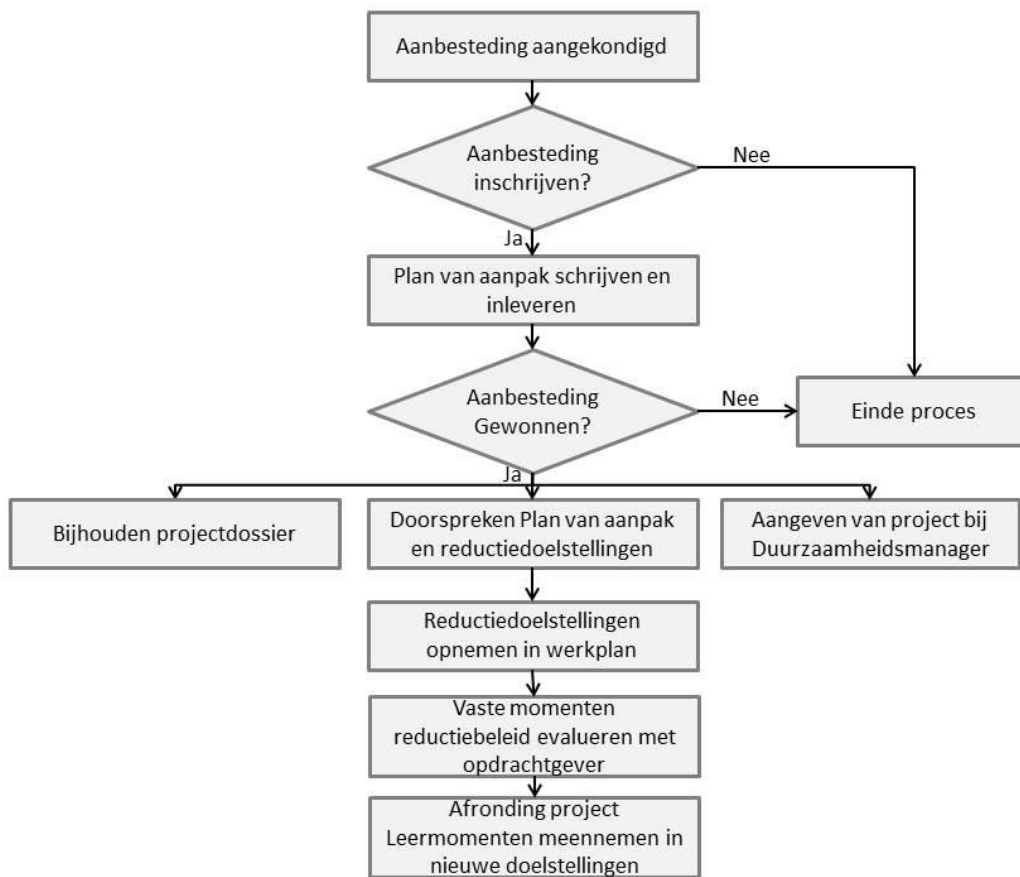 Aanbesteding aangekondigd
Aanbesteding
inschrijven?
Nee
Ja
Plan van aanpak schrijven en
inleveren
Aanbesteding
Gewonnen?
Nee
Einde proces
Ja
Bijhouden projectdossier
Doorspreken Plan van aanpak
en reductiedoelstellingen
Aangeven van project bij
Duurzaamheidsmanager
Reductiedoelstellingen
opnemen in werkplan
Vaste momenten
reductiebeleid evalueren met
opdrachtgever
Afronding project
Leermomenten meennemen in
nieuwe doelstellingen